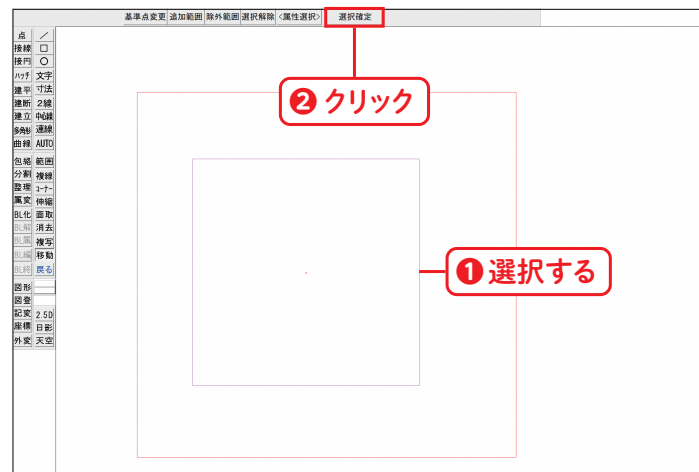 基準点変更 追加範囲 除外範囲 選択解除 <属性選択> 選択確定
❷ クリック
❶ 選択する
点 ／
接線 □
接円 ○
ハッチ 文字
建平 寸法
建断 2線
建立 中心線
多角形 連線
曲線 AUTO
包絡 範囲
分割 複線
整理 コーナー
属変 伸縮
BL化 面取
BL解 消去
BL属 複写
BL編 移動
BL終 戻る
図形
図登
記変 2.5D
座標 日影
外変 天空